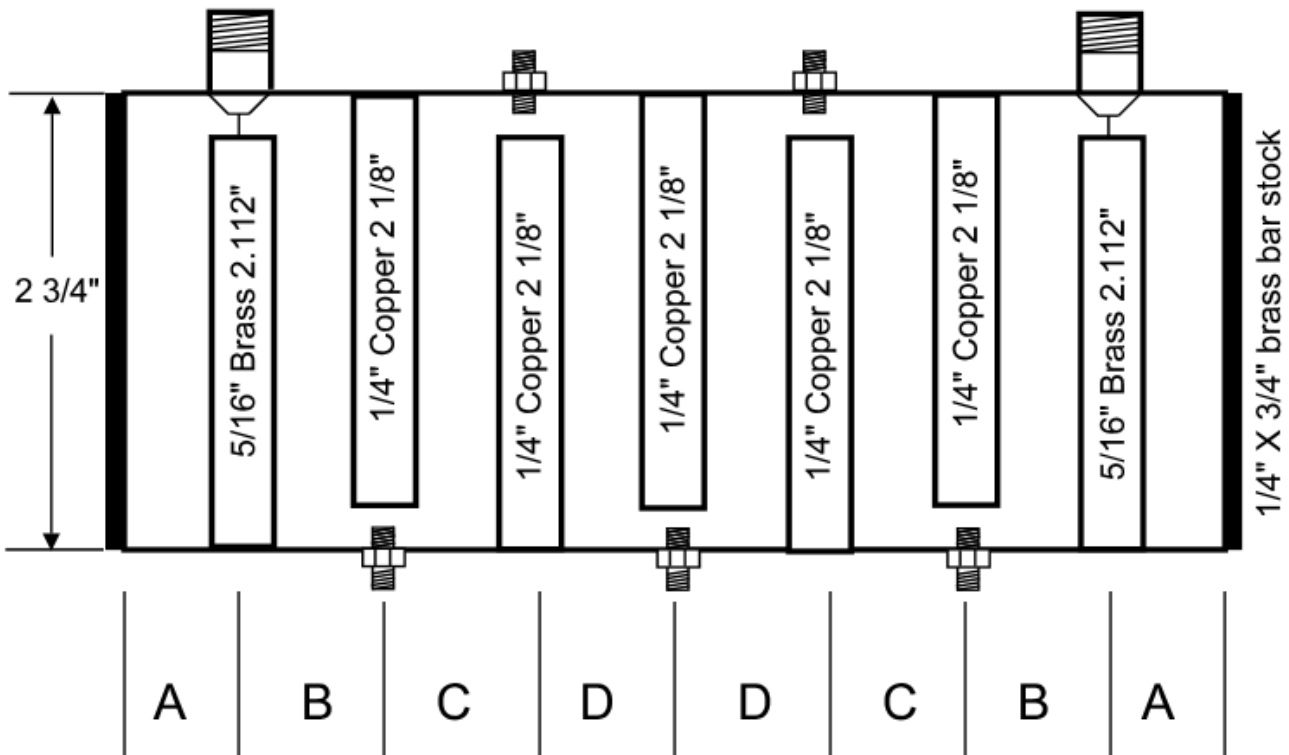 2 3/4"
5/16" Brass 2.112"
1/4" Copper 2 1/8"
1/4" Copper 2 1/8"
1/4" Copper 2 1/8"
1/4" Copper 2 1/8"
1/4" Copper 2 1/8"
5/16" Brass 2.112"
1/4" X 3/4" brass bar stock
A B C D D C B A